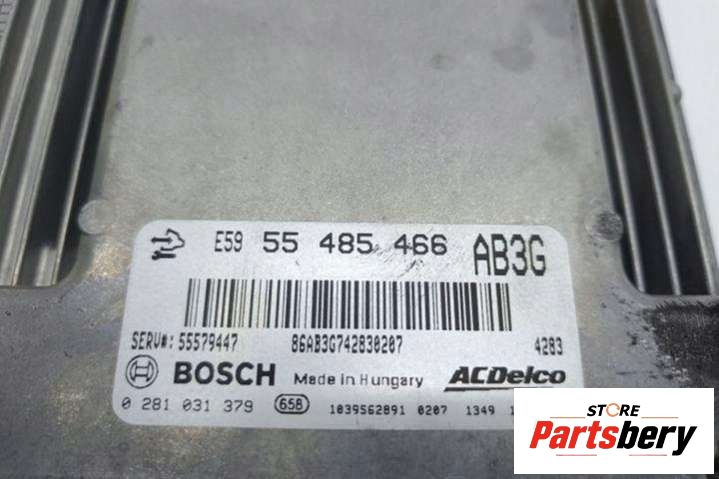 E59 55 485 466 AB3G
SERV#: 55579447 86AB3G742830207 4283
BOSCH Made in Hungary ACDelco
0 281 031 379 658 1039S62891 0207 1349
STORE
Partsbery